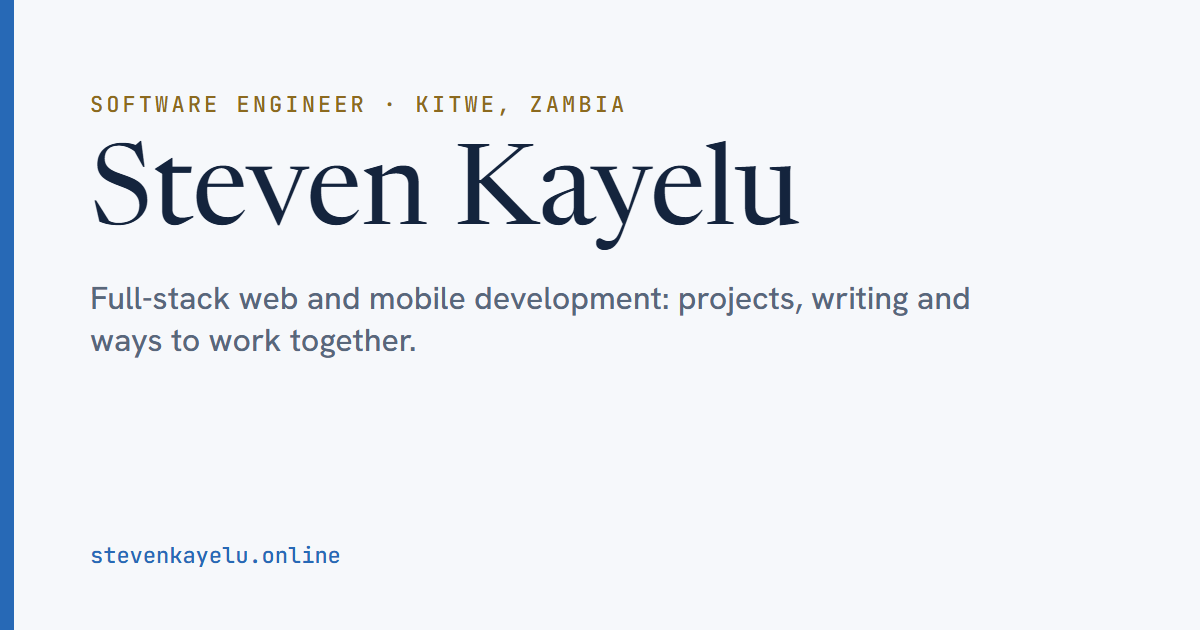 SOFTWARE ENGINEER · KITWE, ZAMBIA
Steven Kayelu
Full-stack web and mobile development: projects, writing and
ways to work together.
stevenkayelu.online